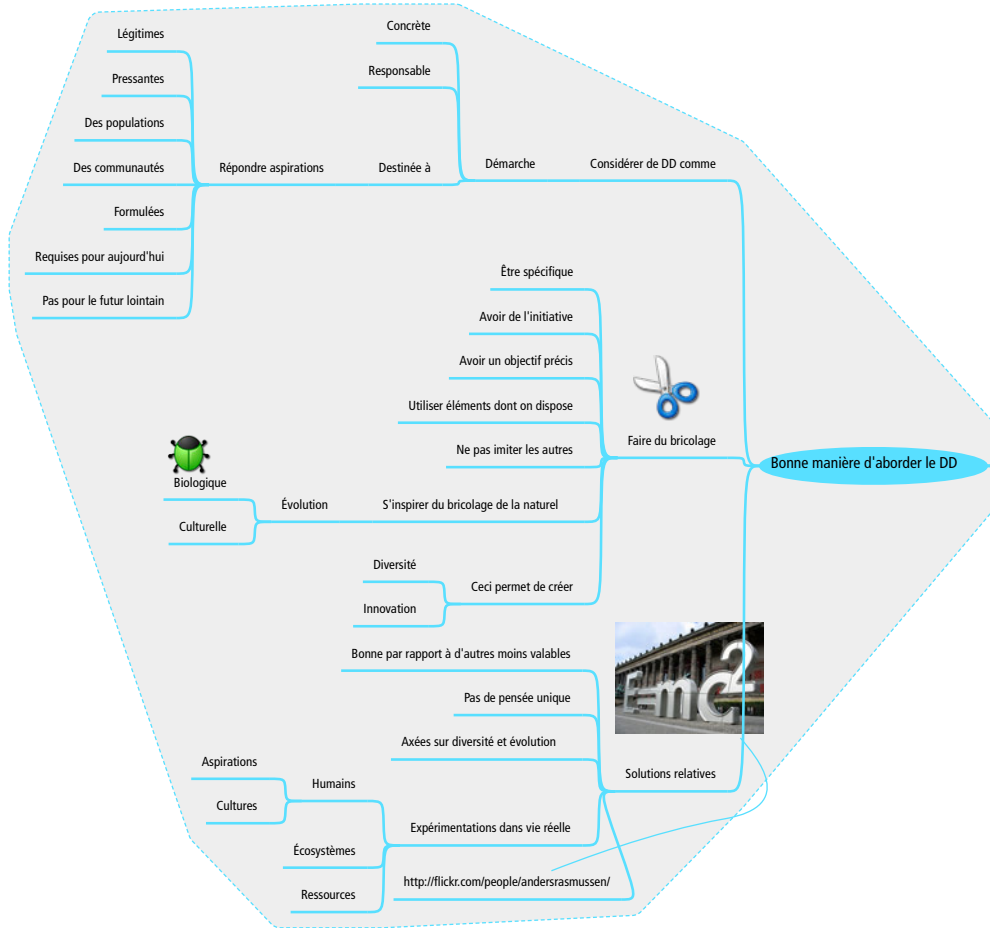 Bonne manière d'aborder le DD
Considérer de DD comme
Démarche
Concrète
Responsable
Destinée à
Répondre aspirations
Légitimes
Pressantes
Des populations
Des communautés
Formulées
Requises pour aujourd'hui
Pas pour le futur lointain
Faire du bricolage
Être spécifique
Avoir de l'initiative
Avoir un objectif précis
Utiliser éléments dont on dispose
Ne pas imiter les autres
S'inspirer du bricolage de la naturel
Évolution
Biologique
Culturelle
Ceci permet de créer
Diversité
Innovation
Solutions relatives
E=mc2
Bonne par rapport à d'autres moins valables
Pas de pensée unique
Axées sur diversité et évolution
Expérimentations dans vie réelle
Humains
Aspirations
Cultures
Écosystèmes
Ressources
http://flickr.com/people/andersrasmussen/